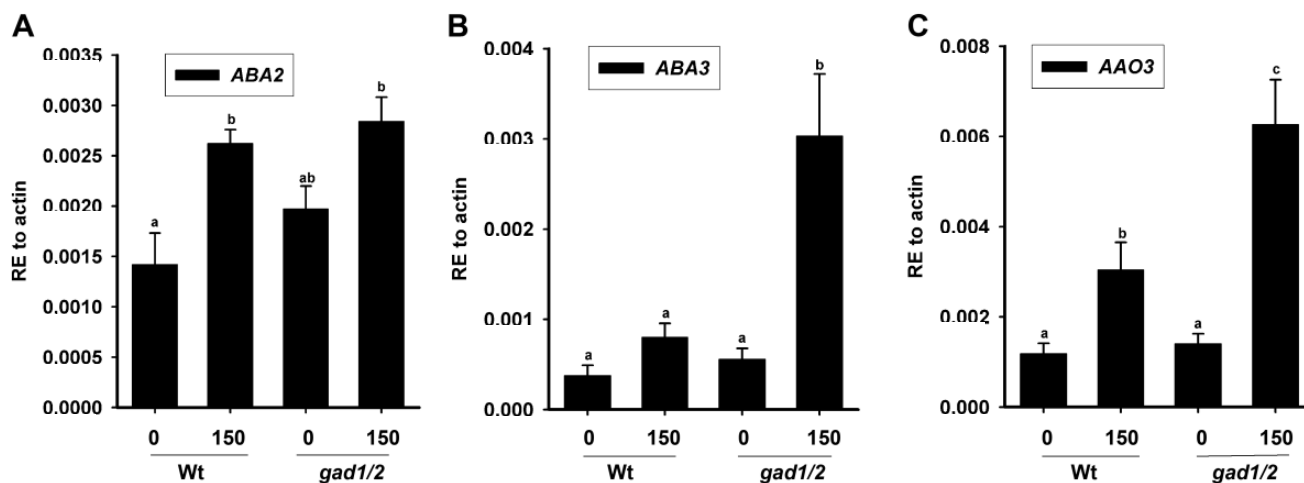 A
ABA2
RE to actin
0.0035
0.0030
0.0025
0.0020
0.0015
0.0010
0.0005
0.0000
a
b
ab
b
0 150 0 150
Wt gad1/2
B
ABA3
RE to actin
0.004
0.003
0.002
0.001
0.000
a
a
a
b
0 150 0 150
Wt gad1/2
C
AAO3
RE to actin
0.008
0.006
0.004
0.002
0.000
a
b
a
c
0 150 0 150
Wt gad1/2